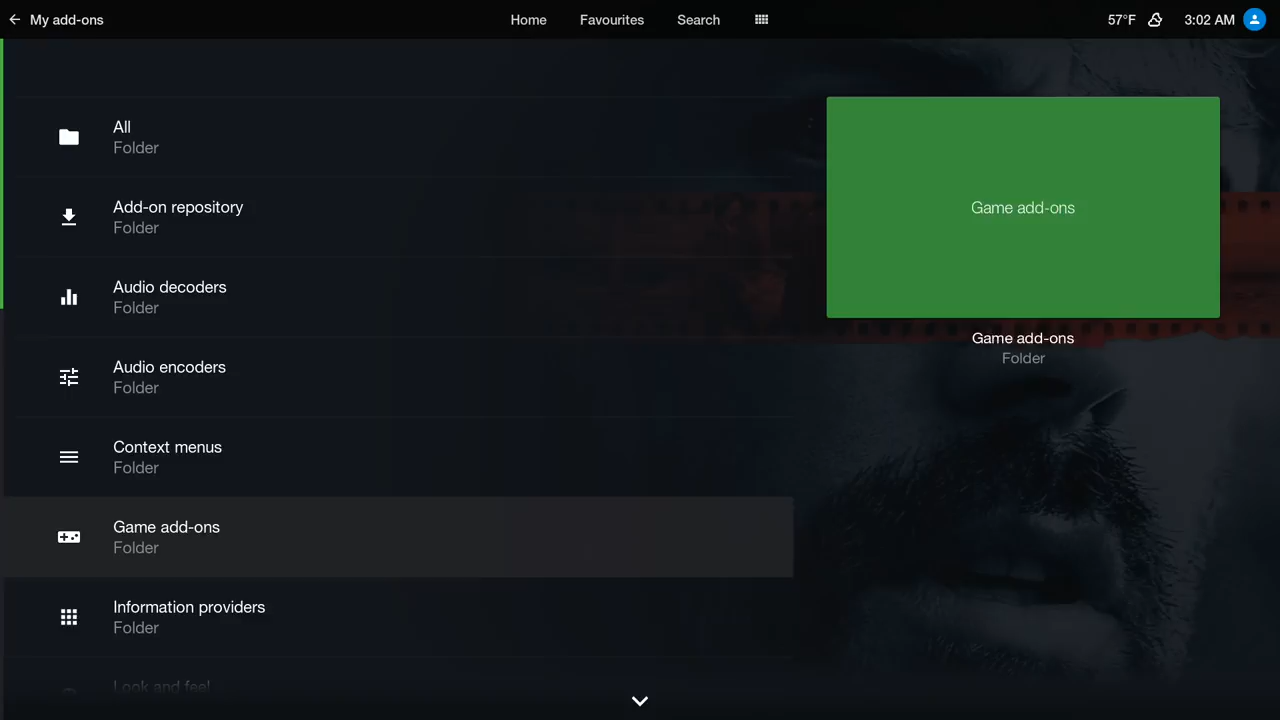 My add-ons
Home
Favourites
Search
57°F
3:02 AM
All
Folder
Add-on repository
Folder
Audio decoders
Folder
Audio encoders
Folder
Context menus
Folder
Game add-ons
Folder
Information providers
Folder
Look and feel
Game add-ons
Game add-ons
Folder